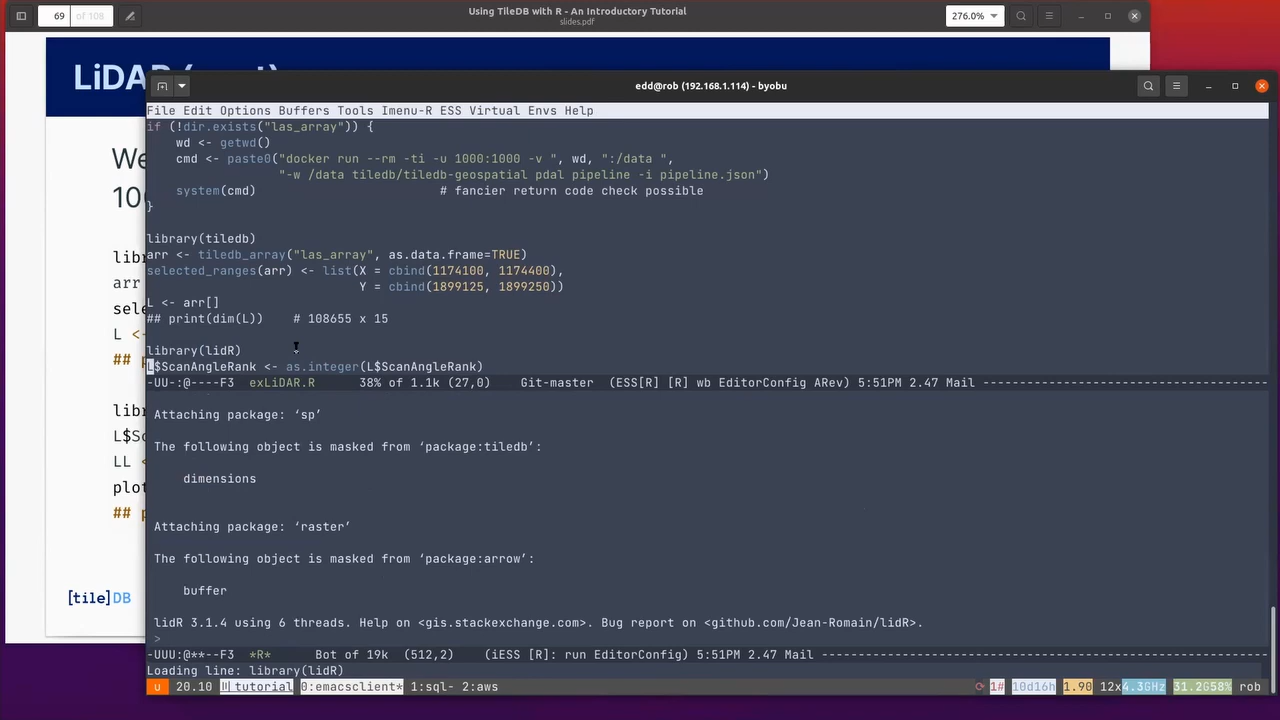 69 of 108
Using TileDB with R - An Introductory Tutorial
slides.pdf
276.0%
LiDAR
We
10
libr
arr
sele
L <-
## p
libr
L$Sc
LL <
plot
## p
[tile]DB
edd@rob (192.168.1.114) - byobu
File Edit Options Buffers Tools Imenu-R ESS Virtual Envs Help
if (!dir.exists("las_array")) {
    wd <- getwd()
    cmd <- paste0("docker run --rm -ti -u 1000:1000 -v ", wd, ":/data ",
                  "-w /data tiledb/tiledb-geospatial pdal pipeline -i pipeline.json")
    system(cmd)                         # fancier return code check possible
}
library(tiledb)
arr <- tiledb_array("las_array", as.data.frame=TRUE)
selected_ranges(arr) <- list(X = cbind(1174100, 1174400),
                             Y = cbind(1899125, 1899250))
L <- arr[]
## print(dim(L))    # 108655 x 15
library(lidR)
L$ScanAngleRank <- as.integer(L$ScanAngleRank)
-UU-:@----F3  exLiDAR.R      38% of 1.1k (27,0)    Git-master  (ESS[R] [R] wb EditorConfig ARev) 5:51PM 2.47 Mail ---------------------------------------
Attaching package: ‘sp’
The following object is masked from ‘package:tiledb’:
    dimensions
Attaching package: ‘raster’
The following object is masked from ‘package:arrow’:
    buffer
lidR 3.1.4 using 6 threads. Help on <gis.stackexchange.com>. Bug report on <github.com/Jean-Romain/lidR>.
>
-UUU:@**--F3  *R*      Bot of 19k  (512,2)    (iESS [R]: run EditorConfig) 5:51PM 2.47 Mail -------------------------------------------------------------
Loading line: library(lidR)
u 20.10 tutorial 0:emacsclient* 1:sql- 2:aws 1# 10d16h 1.90 12x4.3GHz 31.2G58% rob